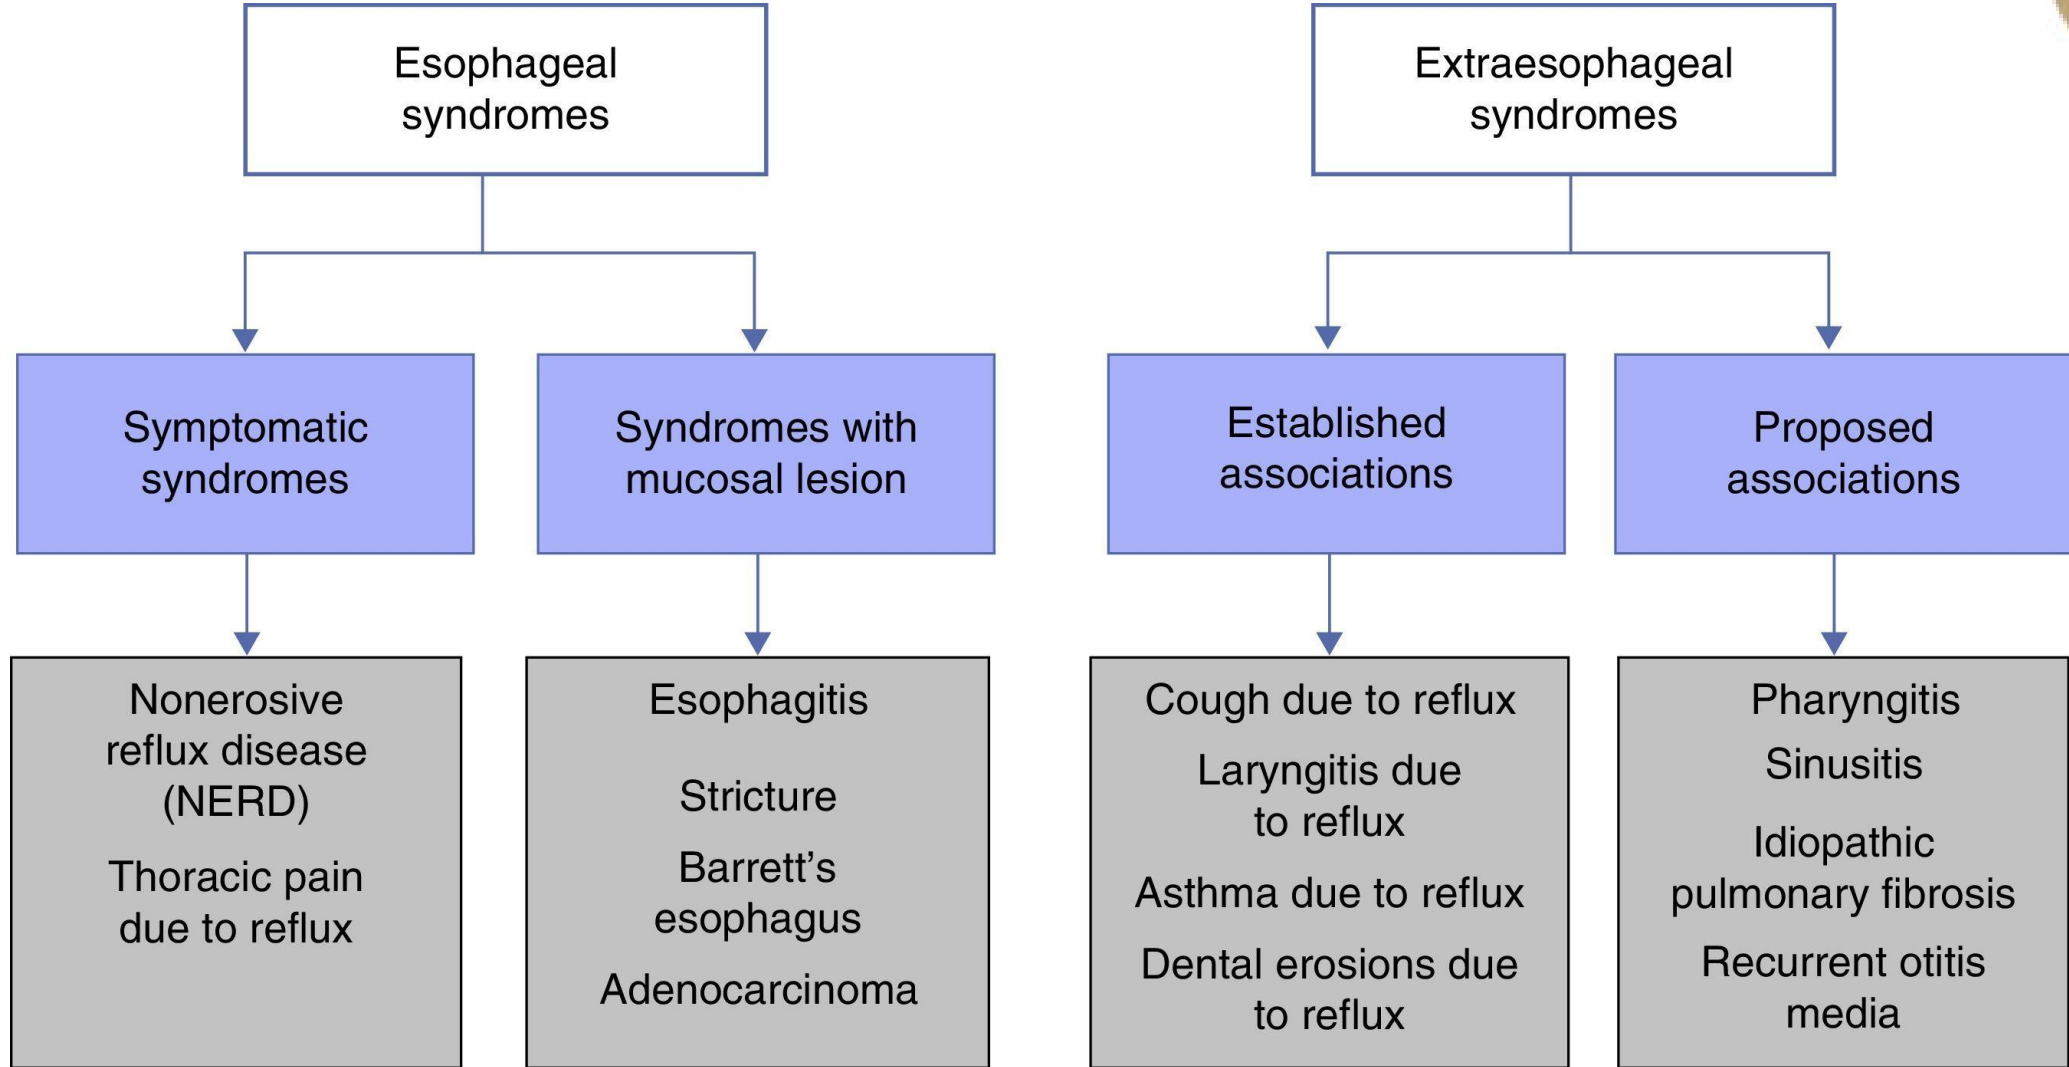 Esophageal
syndromes
Extraesophageal
syndromes
Symptomatic
syndromes
Syndromes with
mucosal lesion
Established
associations
Proposed
associations
Nonerosive
reflux disease
(NERD)
Thoracic pain
due to reflux
Esophagitis
Stricture
Barrett’s
esophagus
Adenocarcinoma
Cough due to reflux
Laryngitis due
to reflux
Asthma due to reflux
Dental erosions due
to reflux
Pharyngitis
Sinusitis
Idiopathic
pulmonary fibrosis
Recurrent otitis
media